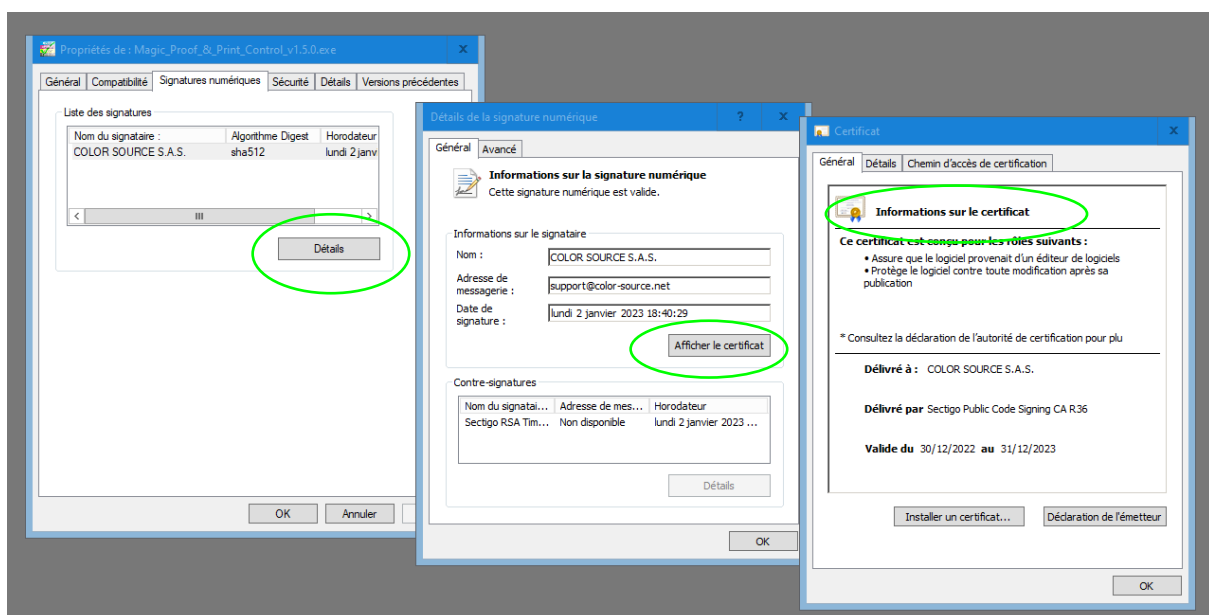 Propriétés de : Magic_Proof_&_Print_Control_v1.5.0.exe
x
Général Compatibilité Signatures numériques Sécurité Détails Versions précédentes
Liste des signatures
Nom du signataire : Algorithme Digest Horodateur
COLOR SOURCE S.A.S. sha512 lundi 2 janv
Détails
OK Annuler
Détails de la signature numérique ? x
Général Avancé
Informations sur la signature numérique
Cette signature numérique est valide.
Informations sur le signataire
Nom : COLOR SOURCE S.A.S.
Adresse de
messagerie : support@color-source.net
Date de
signature : lundi 2 janvier 2023 18:40:29
Afficher le certificat
Contre-signatures
Nom du signatai... Adresse de mes... Horodateur
Sectigo RSA Tim... Non disponible lundi 2 janvier 2023 ...
Détails
OK
Certificat x
Général Détails Chemin d'accès de certification
Informations sur le certificat
Ce certificat est conçu pour les rôles suivants :
• Assure que le logiciel provenait d'un éditeur de logiciels
• Protège le logiciel contre toute modification après sa
publication
* Consultez la déclaration de l'autorité de certification pour plu
Délivré à : COLOR SOURCE S.A.S.
Délivré par Sectigo Public Code Signing CA R36
Valide du 30/12/2022 au 31/12/2023
Installer un certificat... Déclaration de l'émetteur
OK